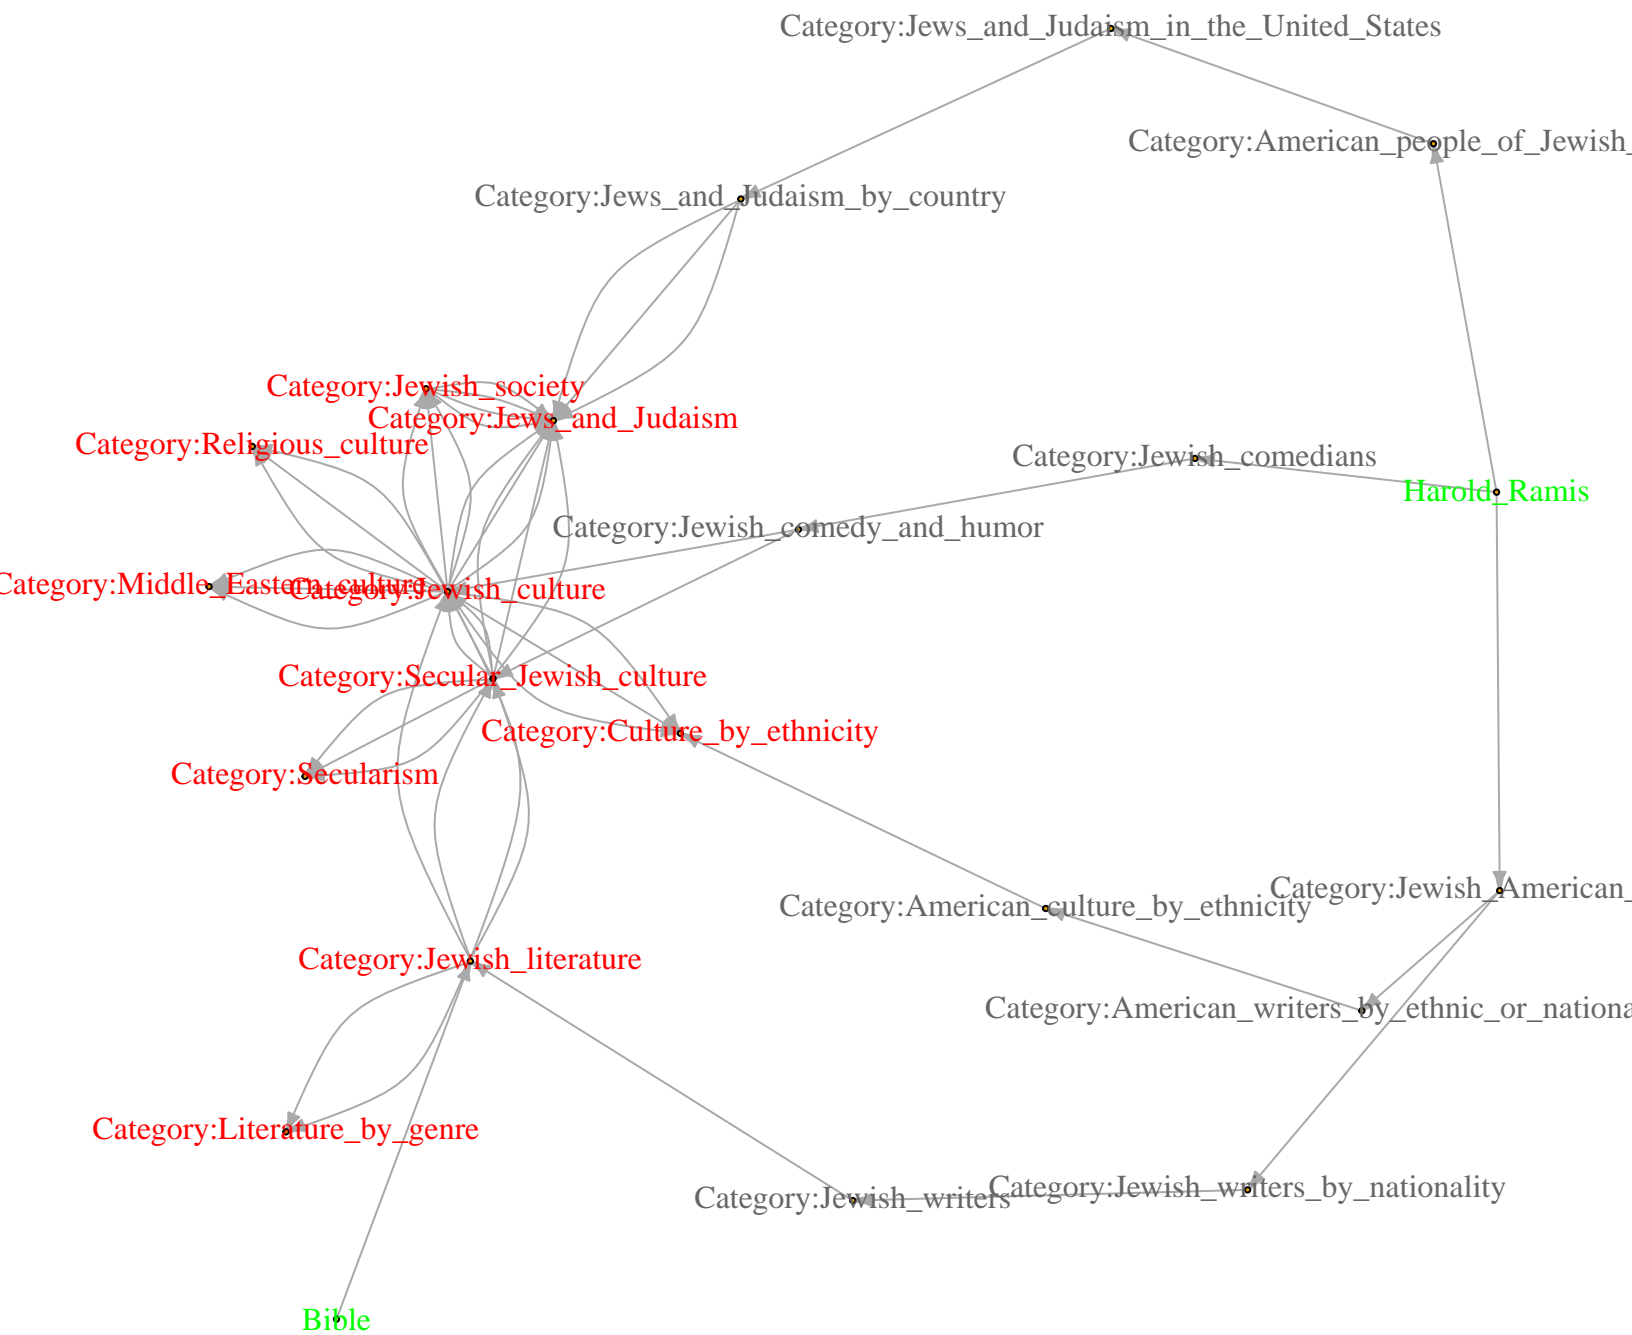 Category:Jews_and_Judaism_in_the_United_States
Category:American_people_of_Jewish_
Category:Jews_and_Judaism_by_country
Category:Jewish_society
Category:Jews_and_Judaism
Category:Religious_culture
Category:Jewish_comedians
Harold_Ramis
Category:Jewish_comedy_and_humor
Category:Middle_Eastern_culture
Category:Jewish_culture
Category:Secular_Jewish_culture
Category:Culture_by_ethnicity
Category:Secularism
Category:Jewish_American_
Category:American_culture_by_ethnicity
Category:Jewish_literature
Category:American_writers_by_ethnic_or_nationa
Category:Literature_by_genre
Category:Jewish_writers_by_nationality
Category:Jewish_writers
Bible